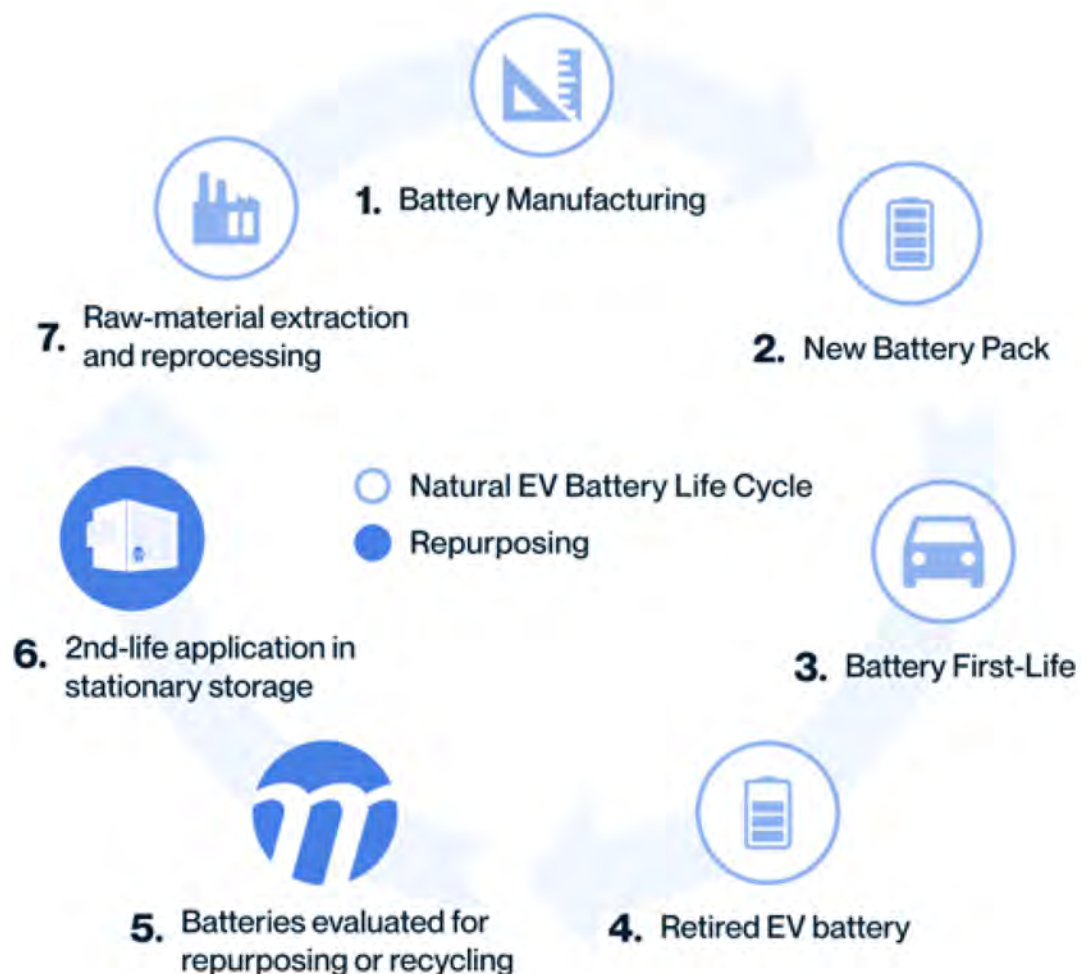 1. Battery Manufacturing
2. New Battery Pack
3. Battery First-Life
4. Retired EV battery
5. Batteries evaluated for
repurposing or recycling
6. 2nd-life application in
stationary storage
7. Raw-material extraction
and reprocessing
Natural EV Battery Life Cycle
Repurposing
m